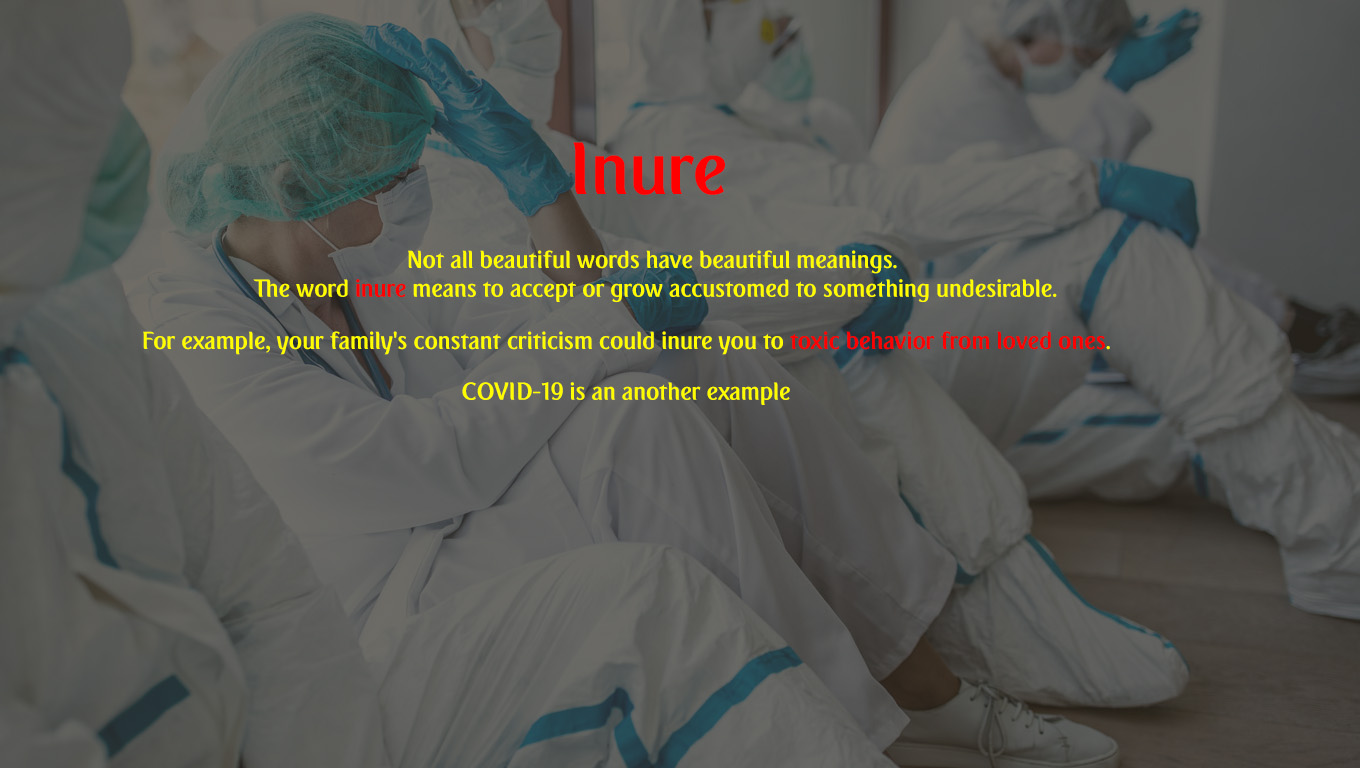 Inure
Not all beautiful words have beautiful meanings.
The word inure means to accept or grow accustomed to something undesirable.
For example, your family's constant criticism could inure you to toxic behavior from loved ones.
COVID-19 is an another example